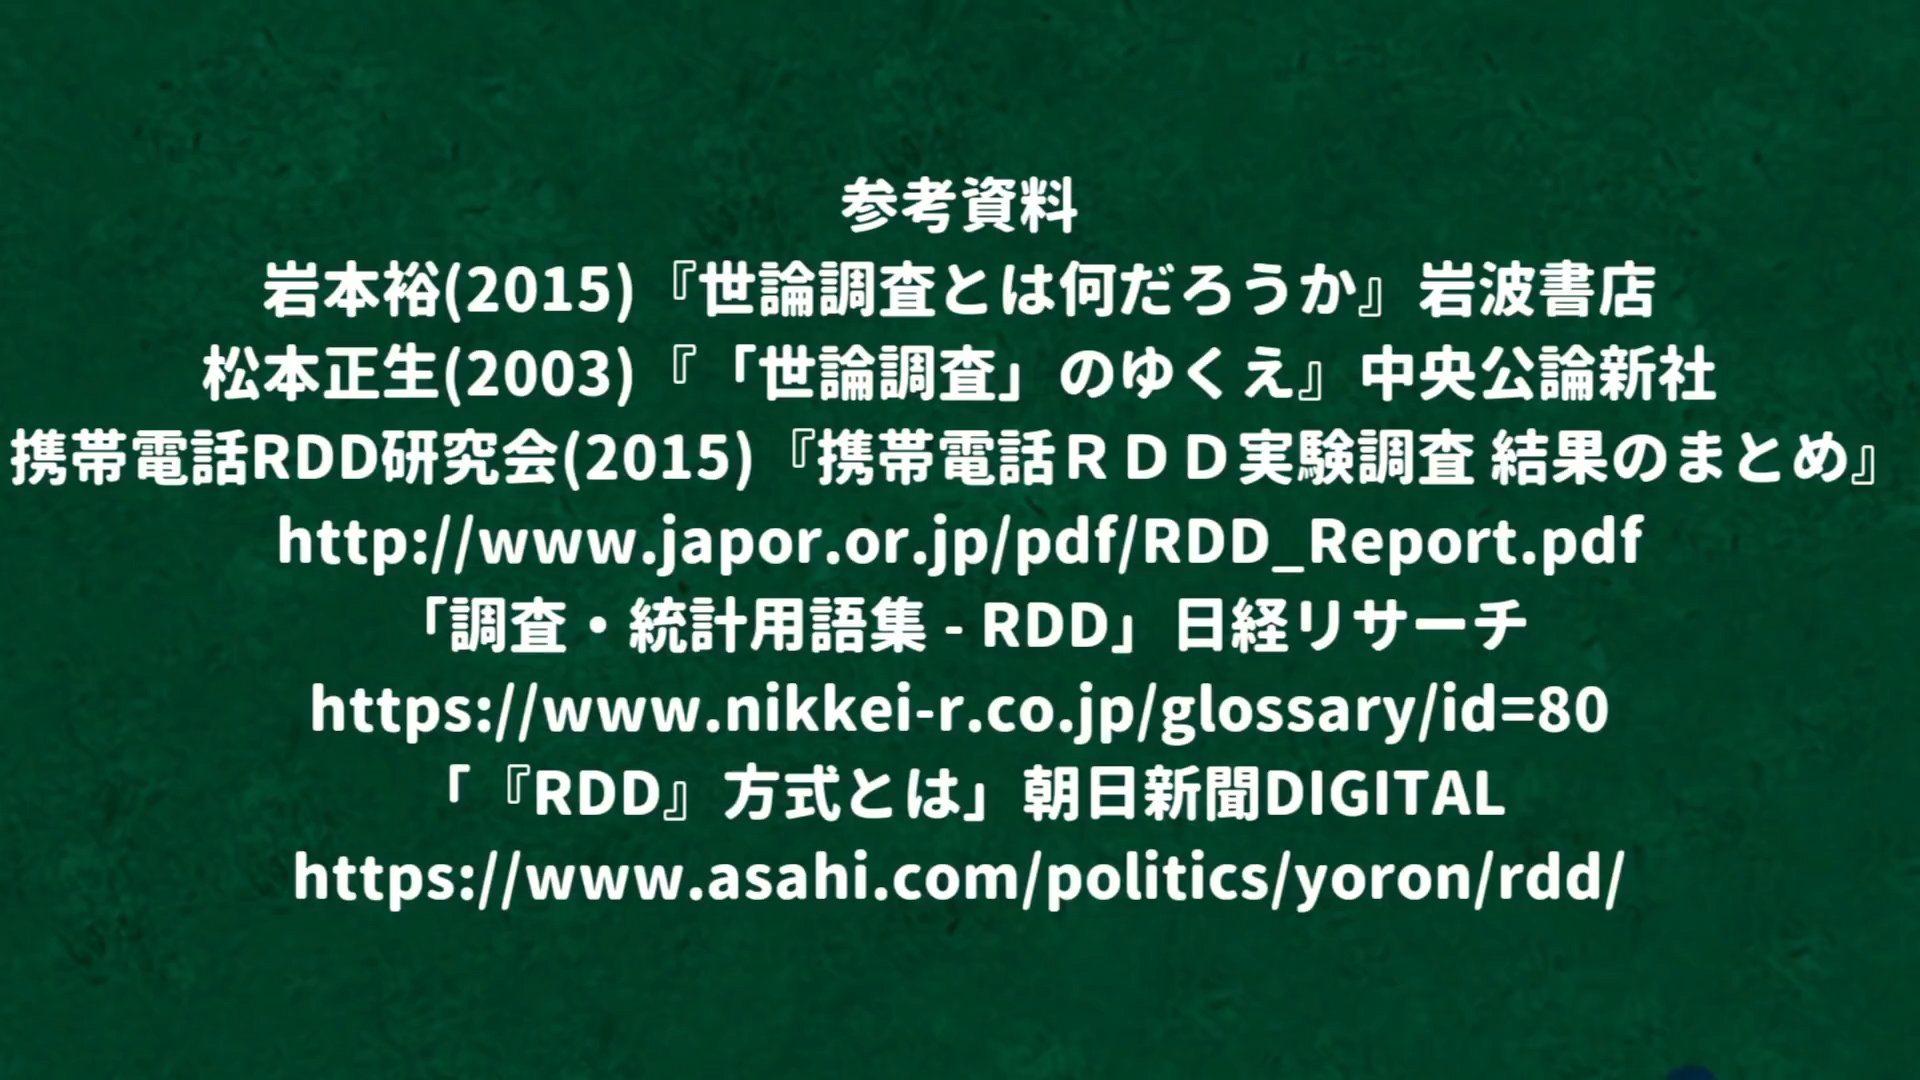 参考資料
岩本裕(2015)『世論調査とは何だろうか』岩波書店
松本正生(2003)『「世論調査」のゆくえ』中央公論新社
携帯電話RDD研究会(2015)『携帯電話ＲＤＤ実験調査 結果のまとめ』
http://www.japor.or.jp/pdf/RDD_Report.pdf
「調査・統計用語集 - RDD」日経リサーチ
https://www.nikkei-r.co.jp/glossary/id=80
「『RDD』方式とは」朝日新聞DIGITAL
https://www.asahi.com/politics/yoron/rdd/